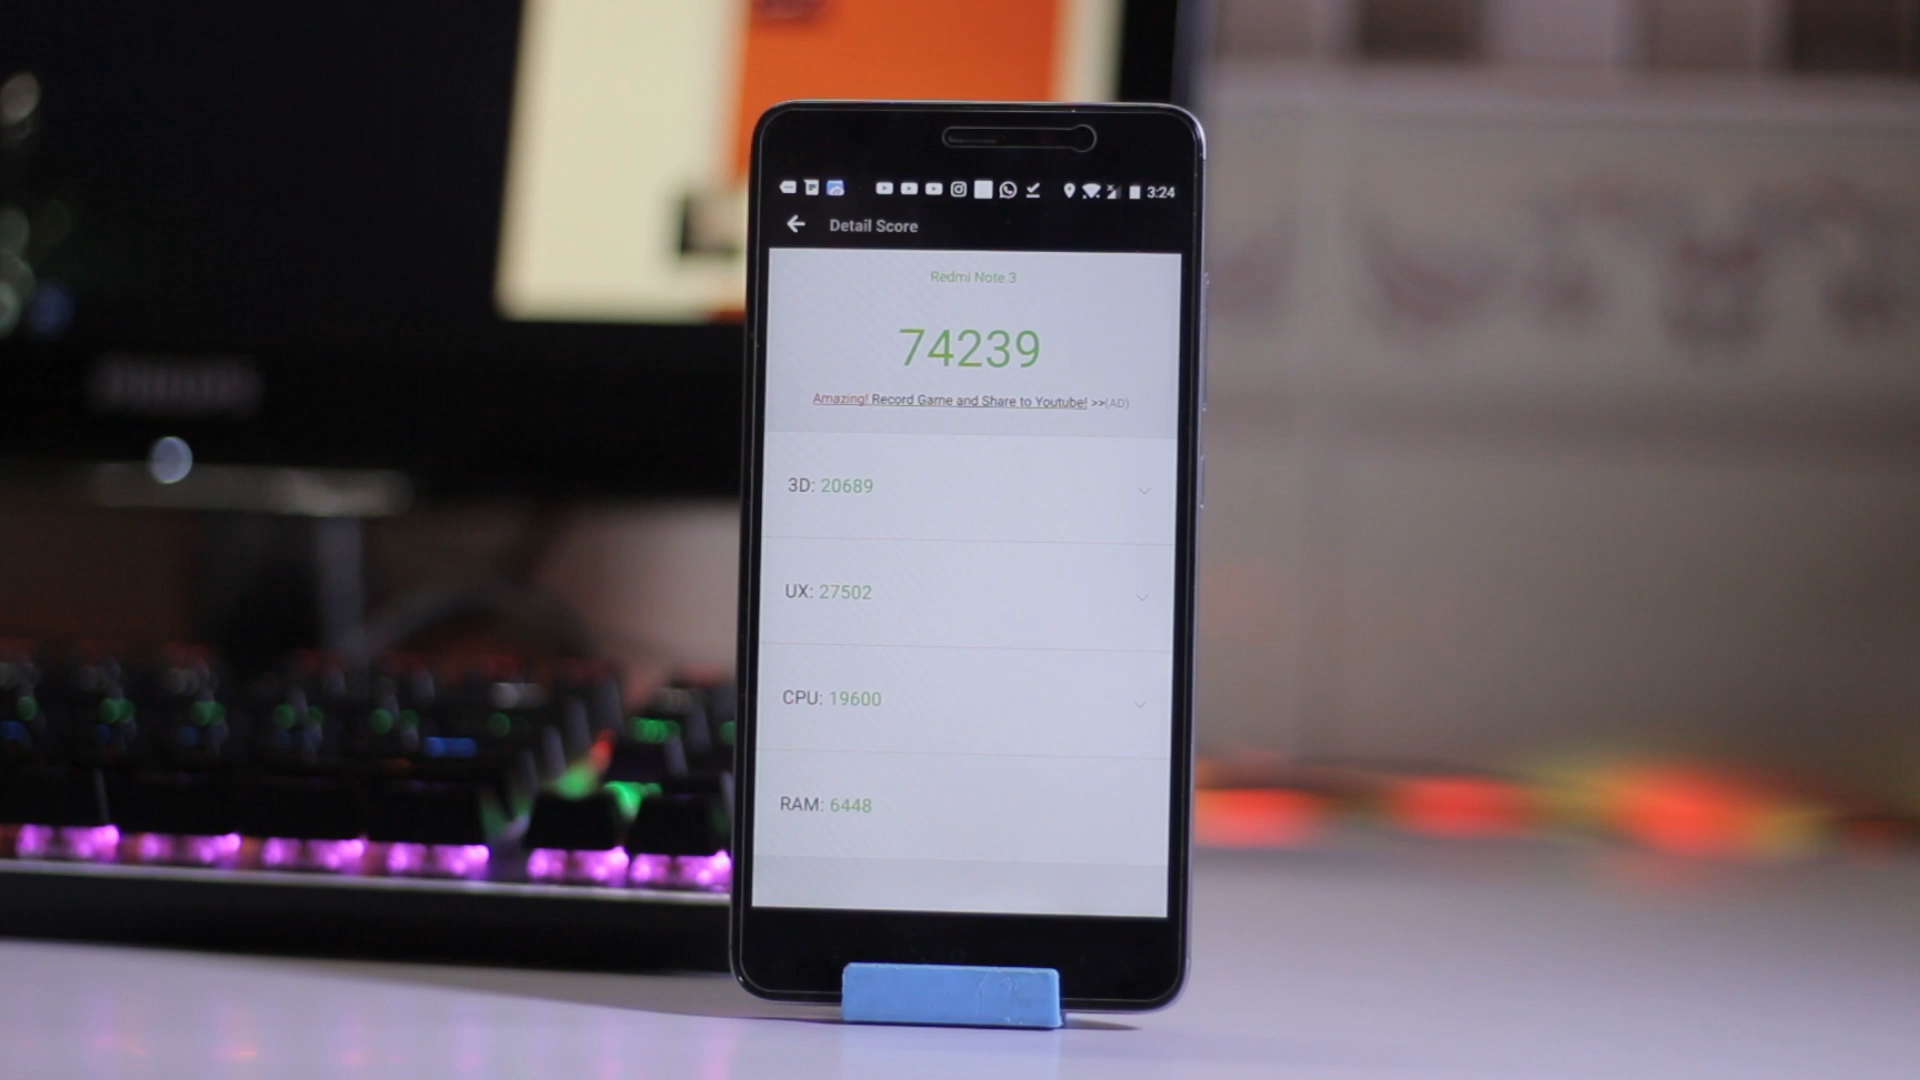 3:24
Detail Score
Redmi Note 3
74239
Amazing! Record Game and Share to Youtube! >>(AD)
3D: 20689
UX: 27502
CPU: 19600
RAM: 6448